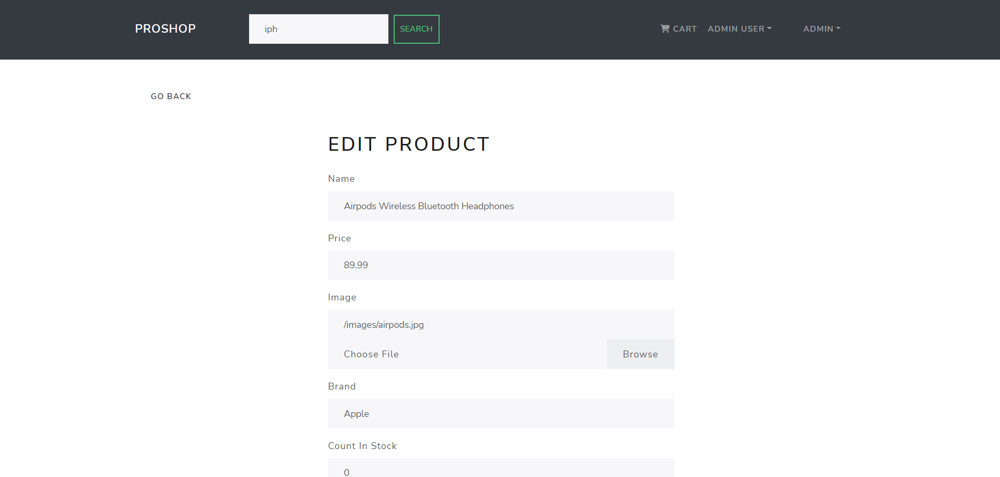 PROSHOP iph SEARCH CART ADMIN USER ADMIN
GO BACK
EDIT PRODUCT
Name
Airpods Wireless Bluetooth Headphones
Price
89.99
Image
/images/airpods.jpg
Choose File Browse
Brand
Apple
Count In Stock
0